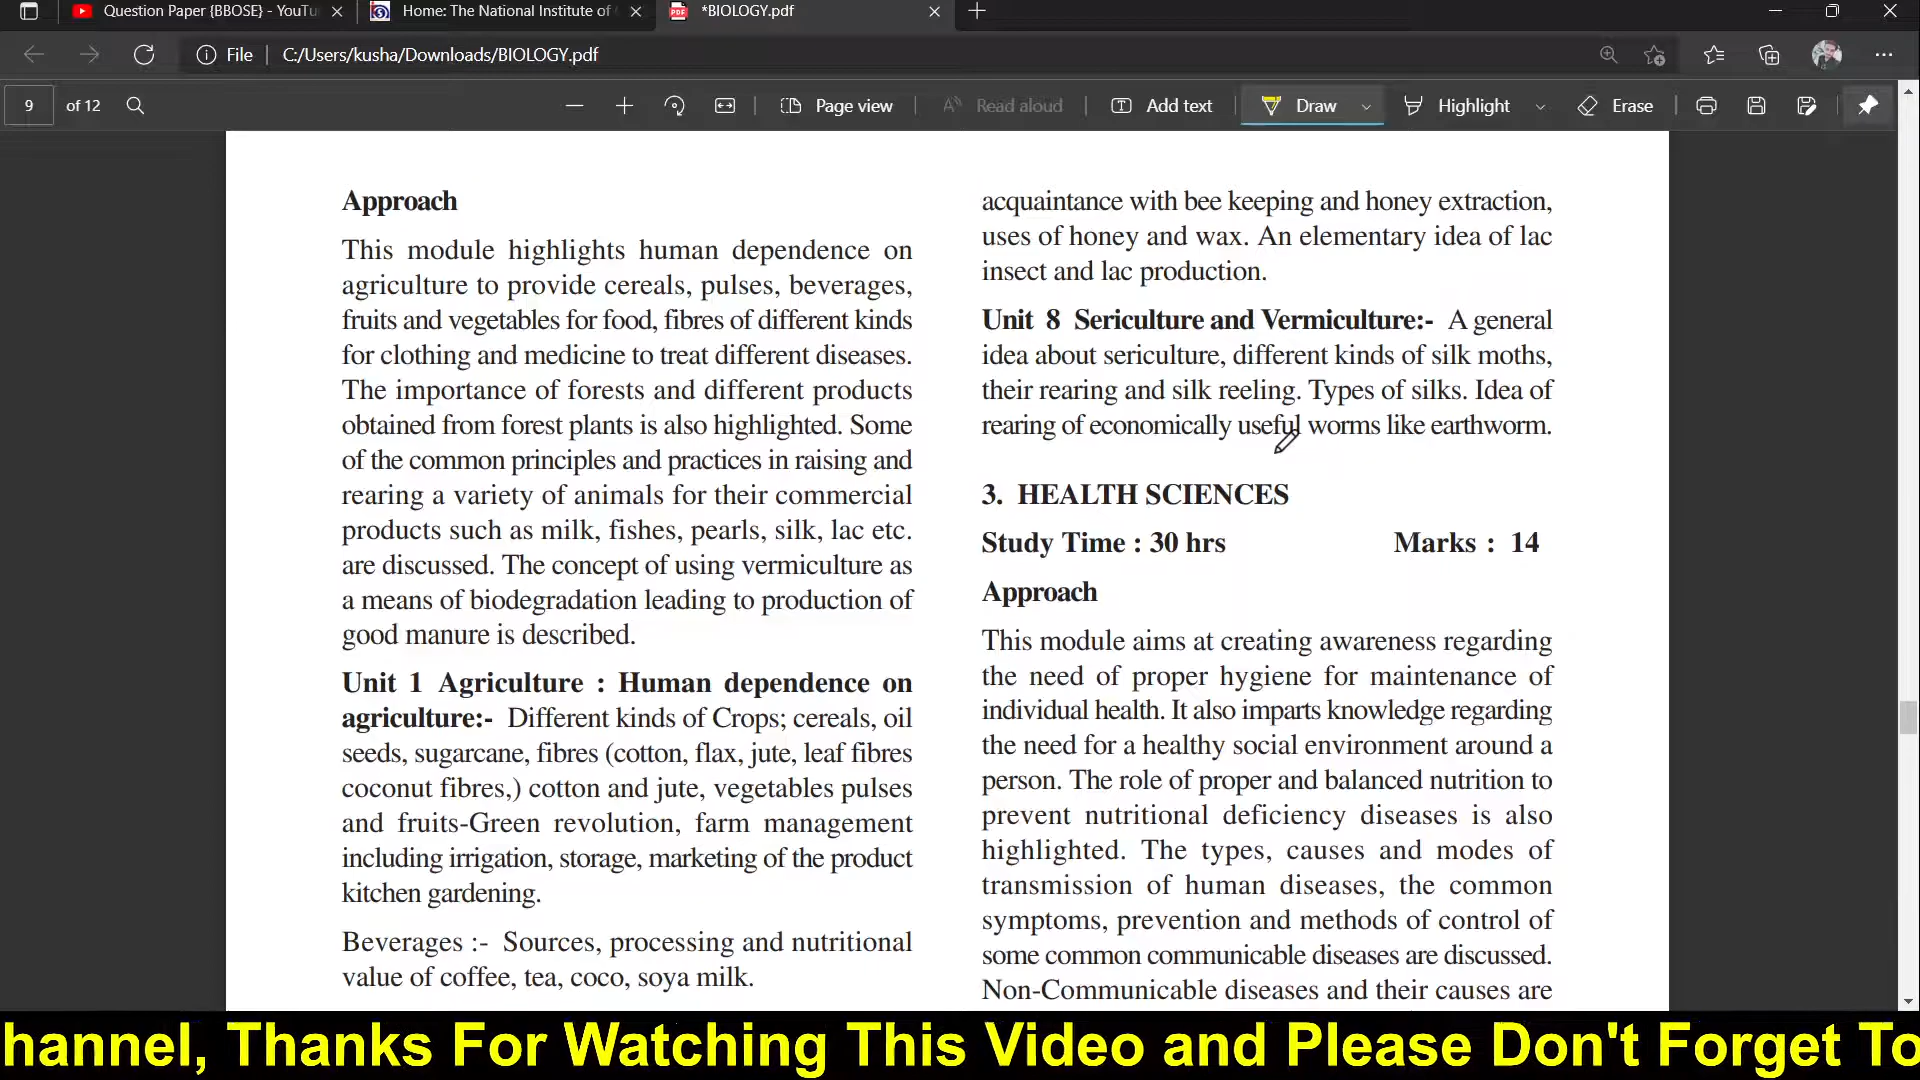 Question Paper {BBOSE} - YouTu
Home: The National Institute of
*BIOLOGY.pdf
File
C:/Users/kusha/Downloads/BIOLOGY.pdf
9 of 12
Page view
Read aloud
Add text
Draw
Highlight
Erase
Approach
This module highlights human dependence on
agriculture to provide cereals, pulses, beverages,
fruits and vegetables for food, fibres of different kinds
for clothing and medicine to treat different diseases.
The importance of forests and different products
obtained from forest plants is also highlighted. Some
of the common principles and practices in raising and
rearing a variety of animals for their commercial
products such as milk, fishes, pearls, silk, lac etc.
are discussed. The concept of using vermiculture as
a means of biodegradation leading to production of
good manure is described.
Unit 1 Agriculture : Human dependence on
agriculture:- Different kinds of Crops; cereals, oil
seeds, sugarcane, fibres (cotton, flax, jute, leaf fibres
coconut fibres,) cotton and jute, vegetables pulses
and fruits-Green revolution, farm management
including irrigation, storage, marketing of the product
kitchen gardening.
Beverages :- Sources, processing and nutritional
value of coffee, tea, coco, soya milk.
acquaintance with bee keeping and honey extraction,
uses of honey and wax. An elementary idea of lac
insect and lac production.
Unit 8 Sericulture and Vermiculture:- A general
idea about sericulture, different kinds of silk moths,
their rearing and silk reeling. Types of silks. Idea of
rearing of economically useful worms like earthworm.
3. HEALTH SCIENCES
Study Time : 30 hrs Marks : 14
Approach
This module aims at creating awareness regarding
the need of proper hygiene for maintenance of
individual health. It also imparts knowledge regarding
the need for a healthy social environment around a
person. The role of proper and balanced nutrition to
prevent nutritional deficiency diseases is also
highlighted. The types, causes and modes of
transmission of human diseases, the common
symptoms, prevention and methods of control of
some common communicable diseases are discussed.
Non-Communicable diseases and their causes are
hannel, Thanks For Watching This Video and Please Don't Forget To